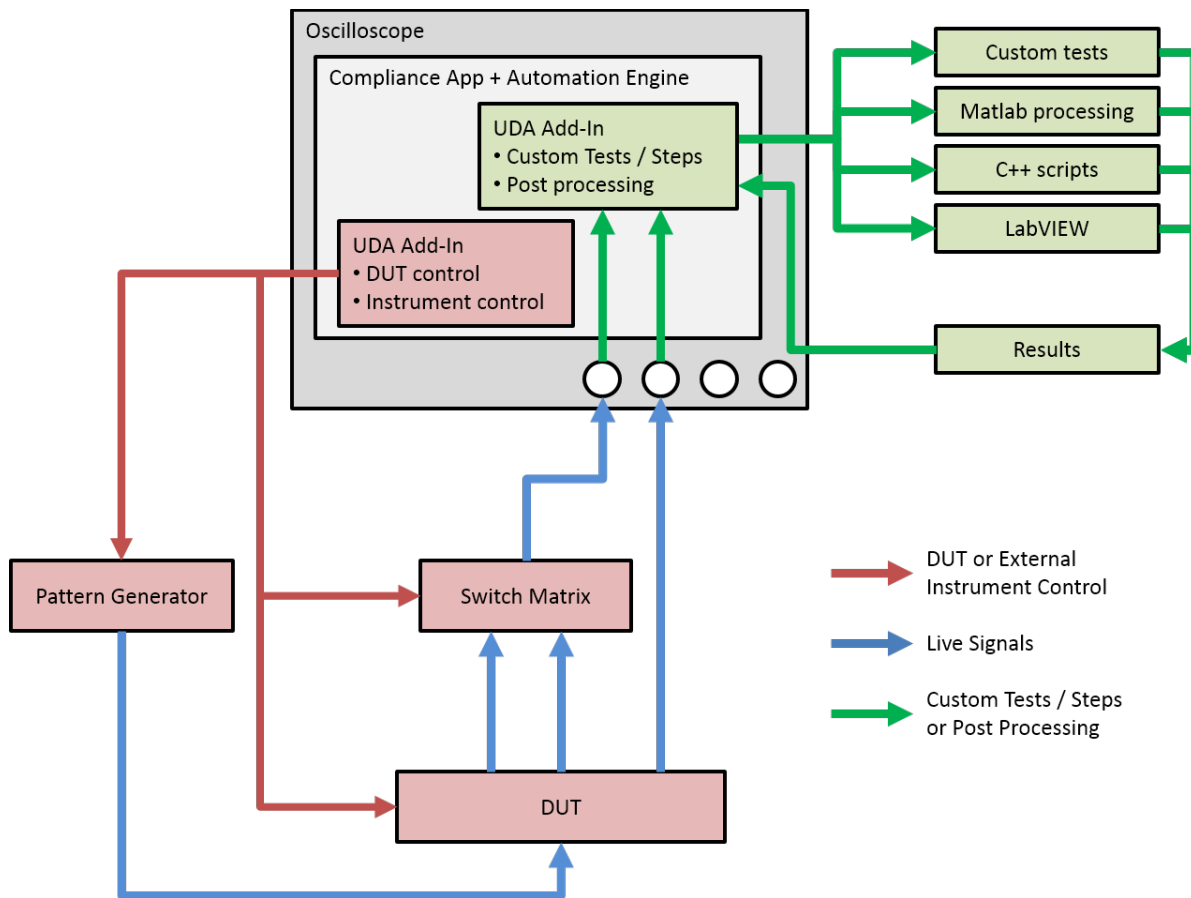 Oscilloscope
Compliance App + Automation Engine
UDA Add-In
• Custom Tests / Steps
• Post processing
UDA Add-In
• DUT control
• Instrument control
Custom tests
Matlab processing
C++ scripts
LabVIEW
Results
Pattern Generator
Switch Matrix
DUT
DUT or External
Instrument Control
Live Signals
Custom Tests / Steps
or Post Processing